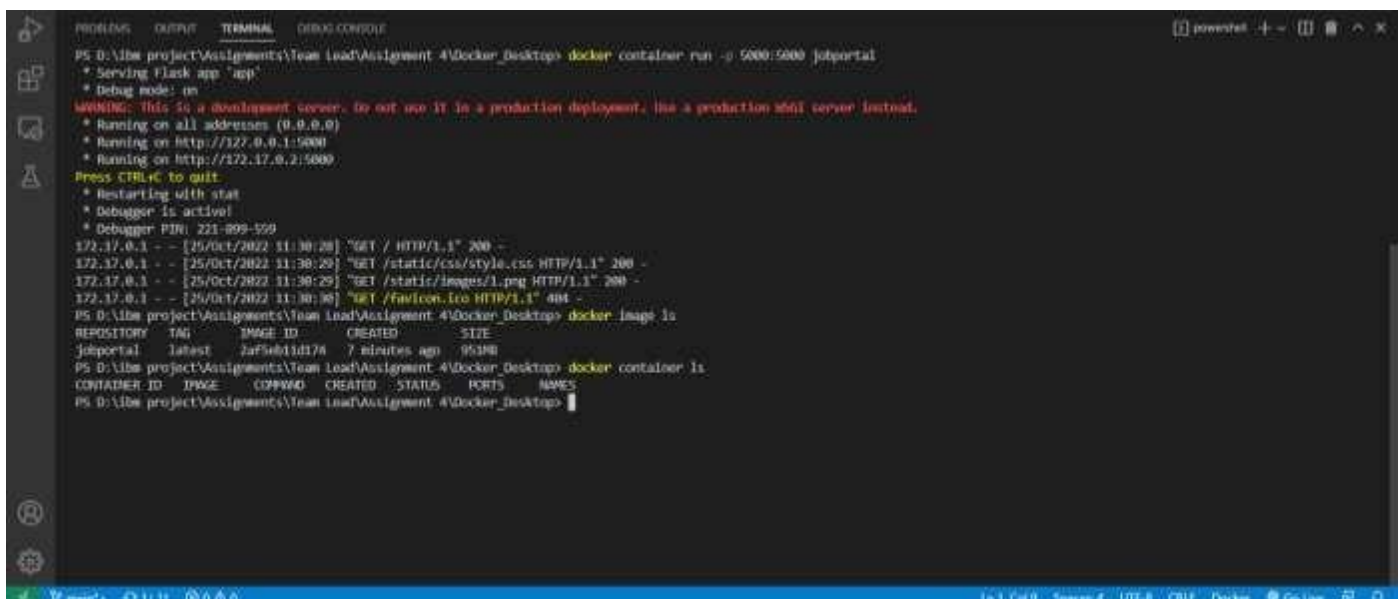 PROBLEMS OUTPUT TERMINAL DEBUG CONSOLE
powershell
PS D:\ibm project\Assignments\Team Lead\Assignment 4\Docker_Desktop> docker container run -p 5000:5000 jobportal
* Serving Flask app 'app'
* Debug mode: on
WARNING: This is a development server. Do not use it in a production deployment. Use a production WSGI server instead.
* Running on all addresses (0.0.0.0)
* Running on http://127.0.0.1:5000
* Running on http://172.17.0.2:5000
Press CTRL+C to quit
* Restarting with stat
* Debugger is active!
* Debugger PIN: 221-899-559
172.17.0.1 - - [25/Oct/2022 11:30:28] "GET / HTTP/1.1" 200 -
172.17.0.1 - - [25/Oct/2022 11:30:29] "GET /static/css/style.css HTTP/1.1" 200 -
172.17.0.1 - - [25/Oct/2022 11:30:29] "GET /static/images/1.png HTTP/1.1" 200 -
172.17.0.1 - - [25/Oct/2022 11:30:30] "GET /favicon.ico HTTP/1.1" 404 -
PS D:\ibm project\Assignments\Team Lead\Assignment 4\Docker_Desktop> docker image ls
REPOSITORY TAG IMAGE ID CREATED SIZE
jobportal latest 2af5eb11d174 7 minutes ago 951MB
PS D:\ibm project\Assignments\Team Lead\Assignment 4\Docker_Desktop> docker container ls
CONTAINER ID IMAGE COMMAND CREATED STATUS PORTS NAMES
PS D:\ibm project\Assignments\Team Lead\Assignment 4\Docker_Desktop>
UTF-8 CRLF Docker Go Live